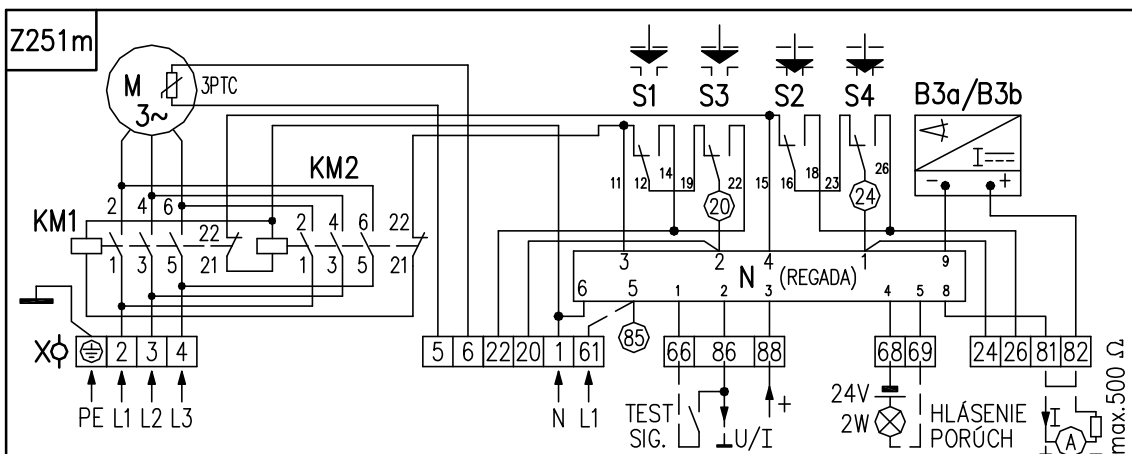 Z251m
M
3~
3PTC
S1 S3 S2 S4 B3a/B3b
I
- +
KM2
KM1
2 4 6 22
1 3 5 21
2 4 6 22
1 3 5 21
11 12 14 19 22 15 16 18 23 26
20 24
3 2 4 1 9
N (REGADA)
6 5 1 2 3 4 5 8
85
X
2 3 4 5 6 22 20 1 61 66 86 88 68 69 24 26 81 82
PE L1 L2 L3 N L1
TEST
SIG.
U/I
+
24V
2W
HLÁSENIE
PORÚCH
I
A
max.500 Ω